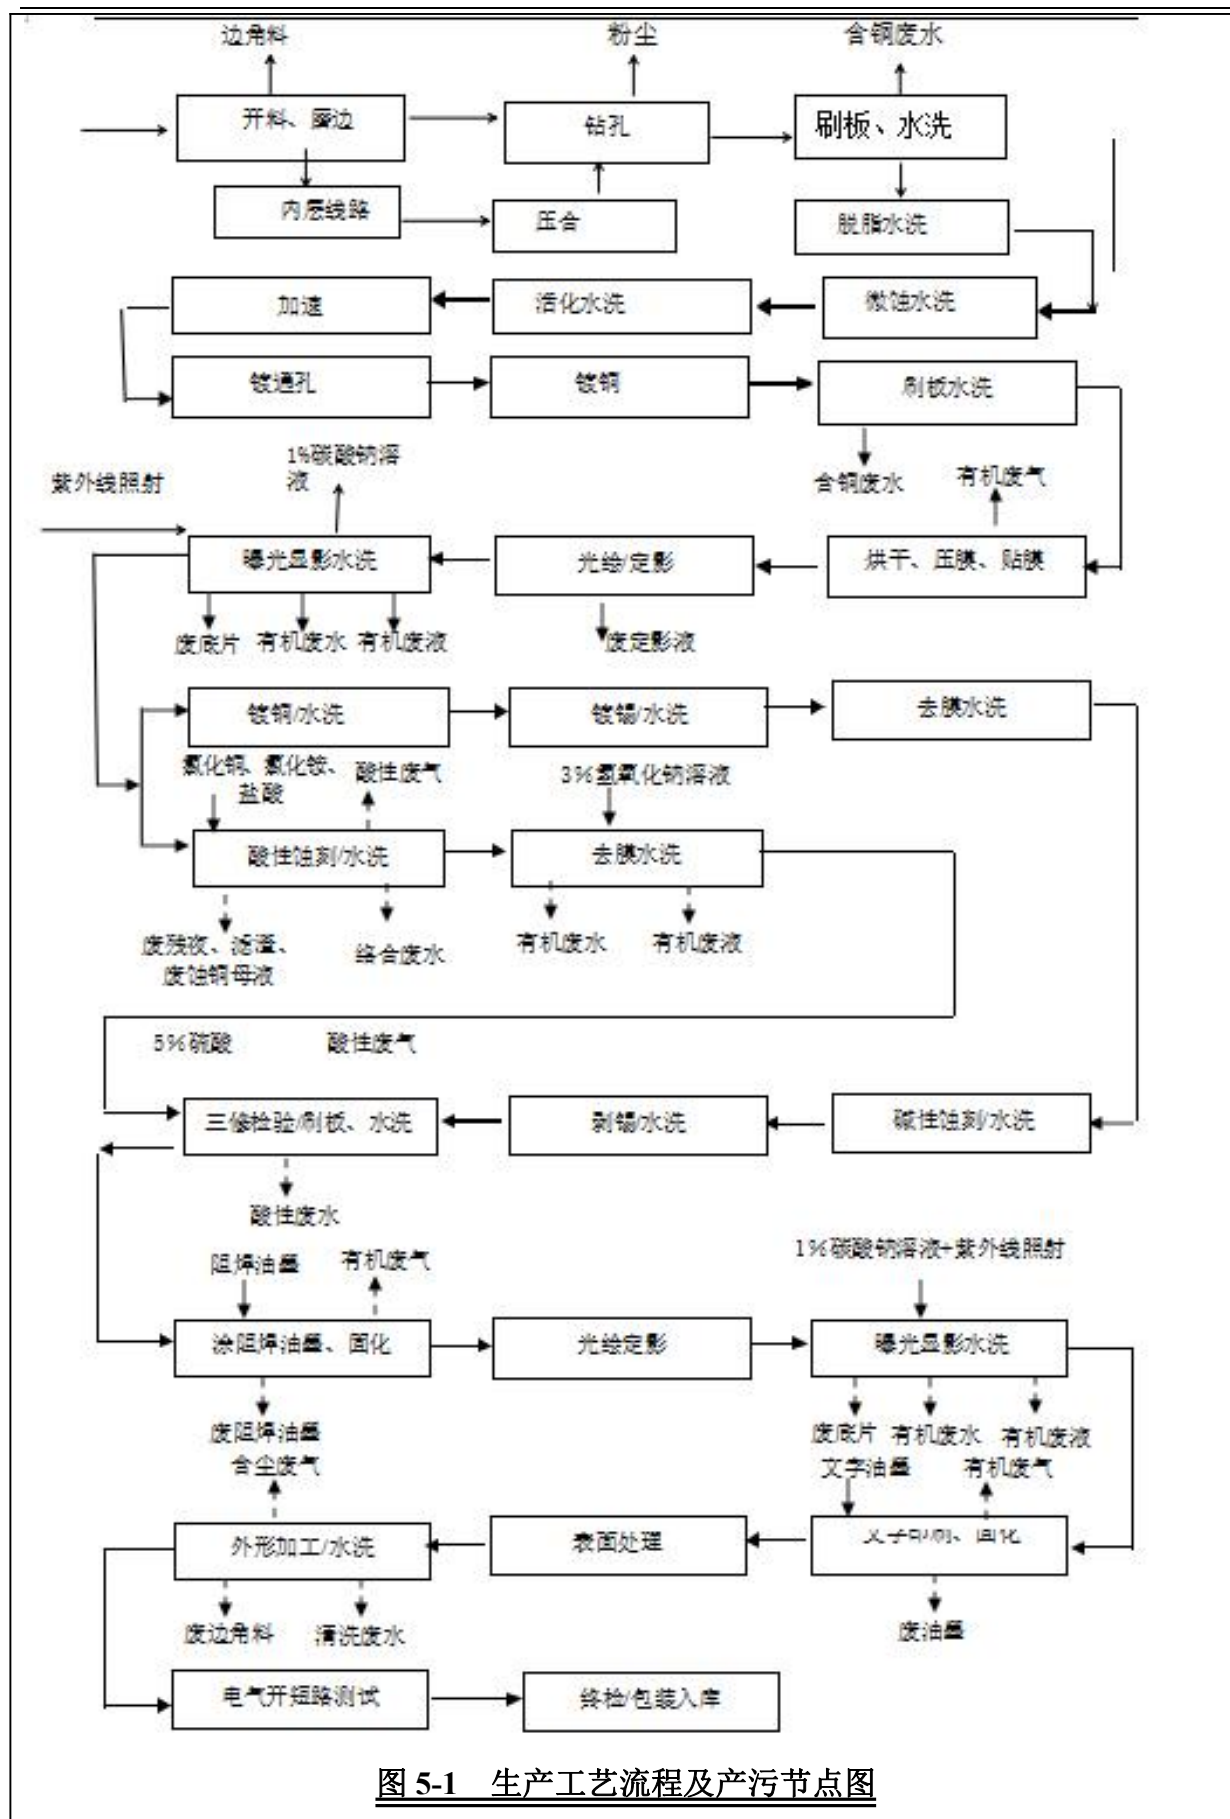 边角料
粉尘
含铜废水
开料、磨边
钻孔
刷板、水洗
内层线路
压合
脱脂水洗
加速
活化水洗
微蚀水洗
镀通孔
镀铜
刷板水洗
1%碳酸钠溶
液
紫外线照射
含铜废水
有机废气
曝光显影水洗
光绘/定影
烘干、压膜、贴膜
废底片
有机废水
有机废液
废定影液
镀铜/水洗
镀锡/水洗
去膜水洗
氯化铜、氯化铵、
盐酸
酸性废气
3%氢氧化钠溶液
酸性蚀刻/水洗
去膜水洗
废残夜、滤渣、
废蚀铜母液
络合废水
有机废水
有机废液
5%硫酸
酸性废气
三修检验/刷板、水洗
剥锡/水洗
碱性蚀刻/水洗
酸性废水
阻焊油墨
有机废气
1%碳酸钠溶液+紫外线照射
涂阻焊油墨、固化
光绘定影
曝光显影水洗
废阻焊油墨
废底片
有机废水
有机废液
含尘废气
文字油墨
有机废气
外形加工/水洗
表面处理
文字印刷、固化
废边角料
清洗废水
废油墨
电气开短路测试
终检/包装入库
图 5-1 生产工艺流程及产污节点图